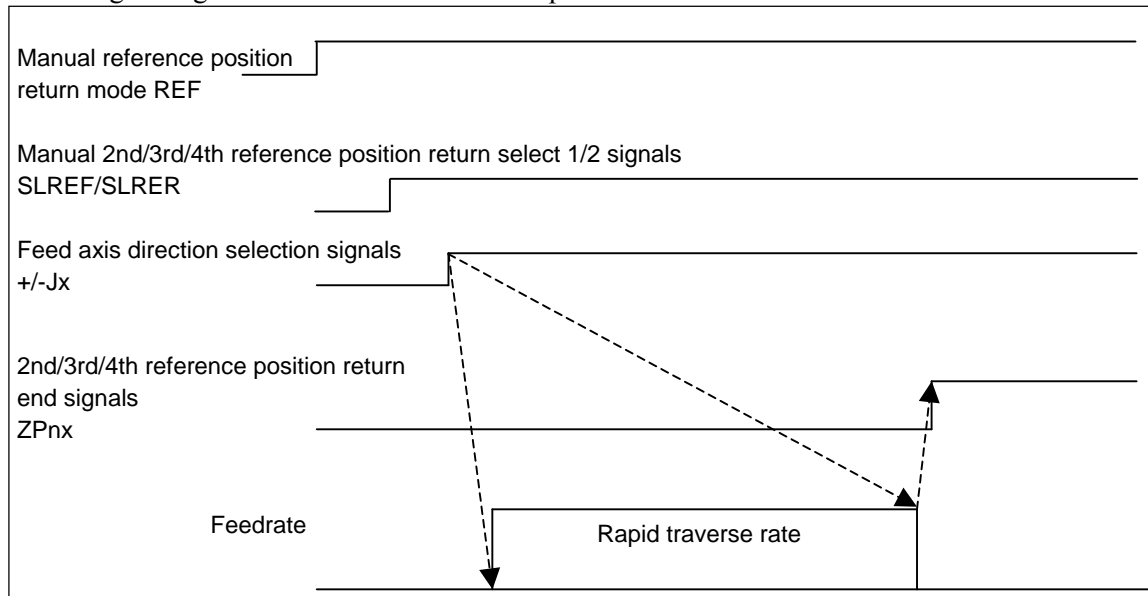 Manual reference position
return mode REF
Manual 2nd/3rd/4th reference position return select 1/2 signals
SLREF/SLRER
Feed axis direction selection signals
+/-Jx
2nd/3rd/4th reference position return
end signals
ZPnx
Feedrate
Rapid traverse rate